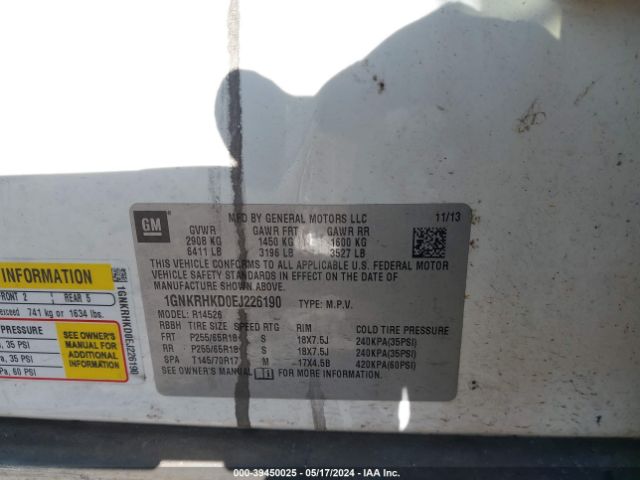 GM
MFD BY GENERAL MOTORS LLC 11/13
GVWR GAWR FRT GAWR RR
2908 KG 1450 KG 1600 KG
6411 LB 3196 LB 3527 LB
THIS VEHICLE CONFORMS TO ALL APPLICABLE U.S. FEDERAL MOTOR
VEHICLE SAFETY STANDARDS IN EFFECT ON THE DATE OF
MANUFACTURE SHOWN ABOVE.
1GNKRHKD0EJ226190 TYPE: M.P.V.
MODEL: R14526
RBBH TIRE SIZE SPEED RTG RIM COLD TIRE PRESSURE
FRT P255/65R18 S 18X7.5J 240KPA(35PSI)
RR P255/65R18 S 18X7.5J 240KPA(35PSI)
SPA T145/70R17 M 17X4.5B 420KPA(60PSI)
SEE OWNER'S MANUAL FOR MORE INFORMATION.
INFORMATION
FRONT 2 REAR 5
exceed 741 kg or 1634 lbs.
PRESSURE
, 35 PSI
a, 35 PSI
Pa, 60 PSI
SEE OWNER'S
MANUAL FOR
ADDITIONAL
INFORMATION
1GNKRHKD0EJ226190
000-39450025 - 05/17/2024 - IAA Inc.